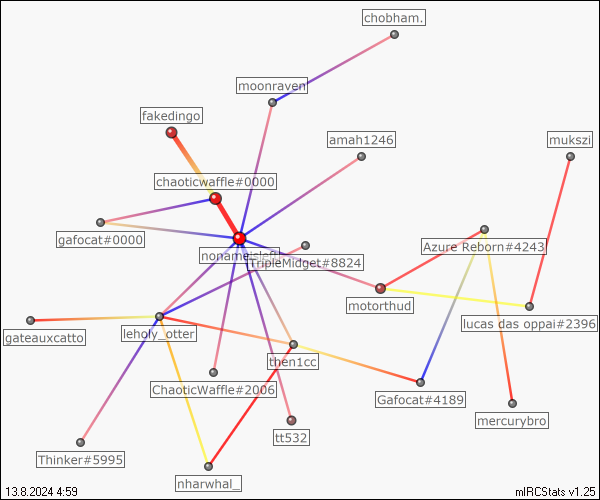 chobham.
moonraven
fakedingo
amah1246
mukszi
chaoticwaffle#0000
gafocat#0000
Azure Reborn#4243
nonameisleft
TripleMidget#8824
motorthud
lucas das oppai#2396
gateauxcatto
leholy_otter
then1cc
ChaoticWaffle#2006
Gafocat#4189
mercurybro
tt532
Thinker#5995
nharwhal_
13.8.2024 4:59
mIRCStats v1.25